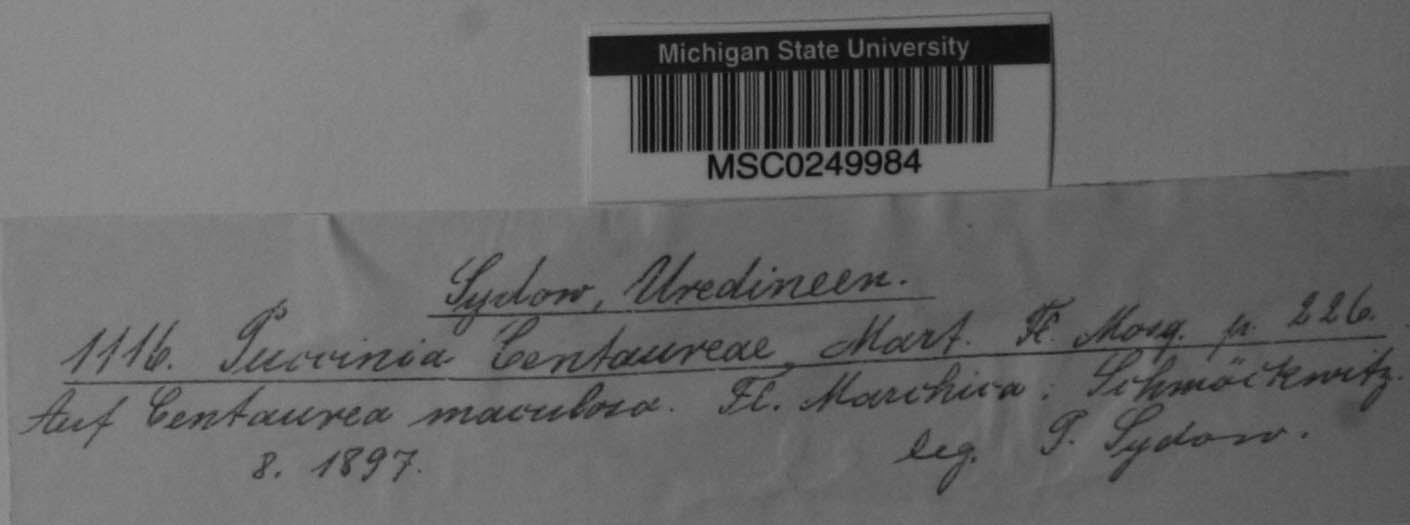 Michigan State University
MSC0249984
Sydow, Uredineen.
1116. Puccinia Centaureae Mart. Fl. Mosq. p. 226.
Auf Centaurea maculosa. Fl. Marchica: Schmöckwitz.
8. 1897. leg. P. Sydow.